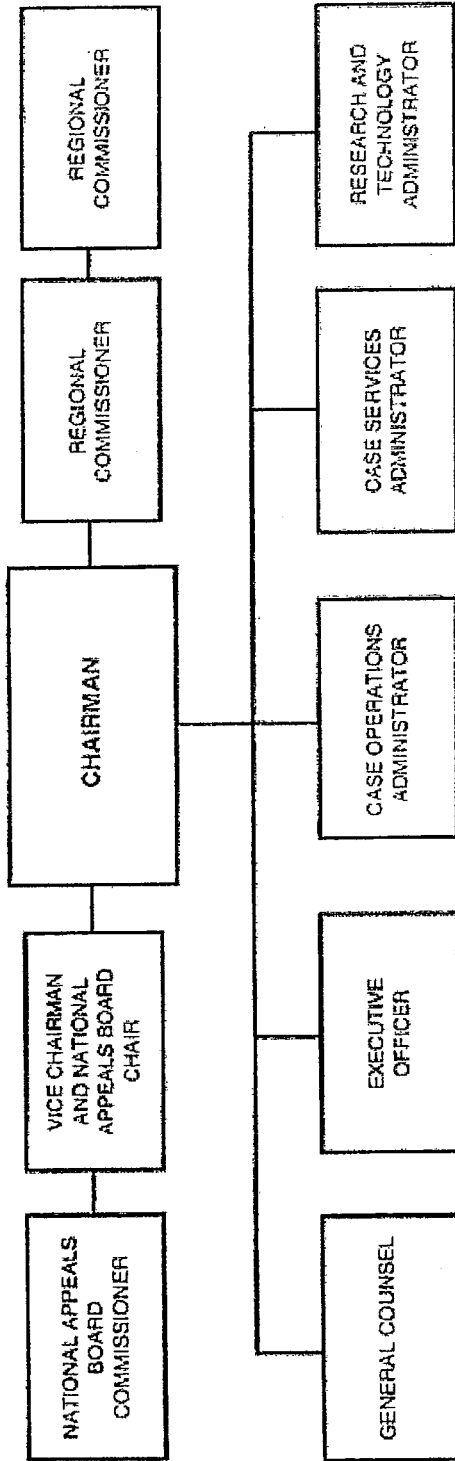 NATIONAL APPEALS
BOARD
COMMISSIONER
VICE CHAIRMAN
AND NATIONAL
APPEALS BOARD
CHAIR
CHAIRMAN
REGIONAL
COMMISSIONER
REGIONAL
COMMISSIONER
GENERAL COUNSEL
EXECUTIVE
OFFICER
CASE OPERATIONS
ADMINISTRATOR
CASE SERVICES
ADMINISTRATOR
RESEARCH AND
TECHNOLOGY
ADMINISTRATOR